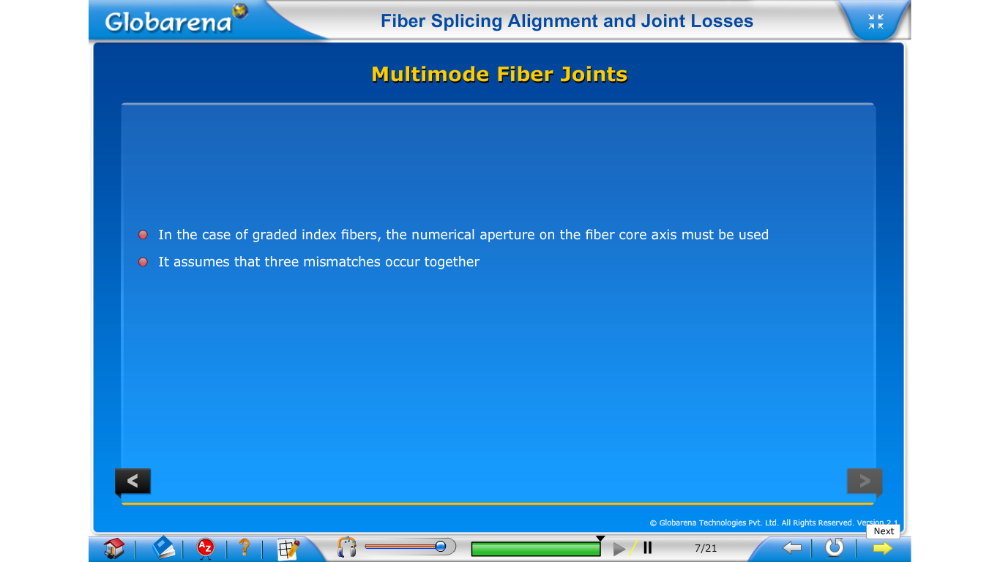 Globarena
Fiber Splicing Alignment and Joint Losses
Multimode Fiber Joints
In the case of graded index fibers, the numerical aperture on the fiber core axis must be used
It assumes that three mismatches occur together
<
>
© Globarena Technologies Pvt. Ltd. All Rights Reserved. Version 2.1
Next
AZ
?
7/21